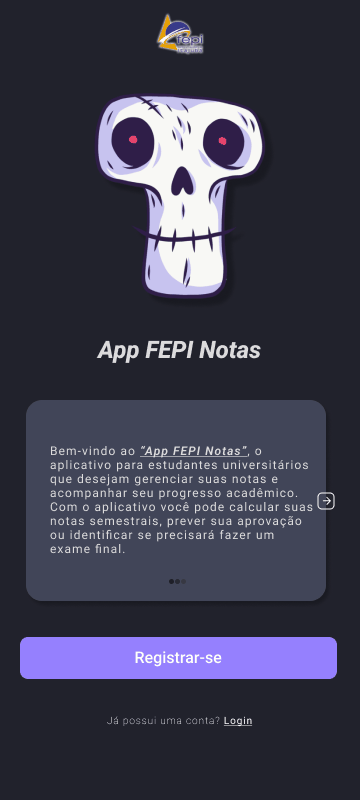 fepi
App FEPI Notas
Bem-vindo ao “App FEPI Notas”, o
aplicativo para estudantes universitários
que desejam gerenciar suas notas e
acompanhar seu progresso acadêmico.
Com o aplicativo você pode calcular suas
notas semestrais, prever sua aprovação
ou identificar se precisará fazer um
exame final.
Registrar-se
Já possui uma conta? Login